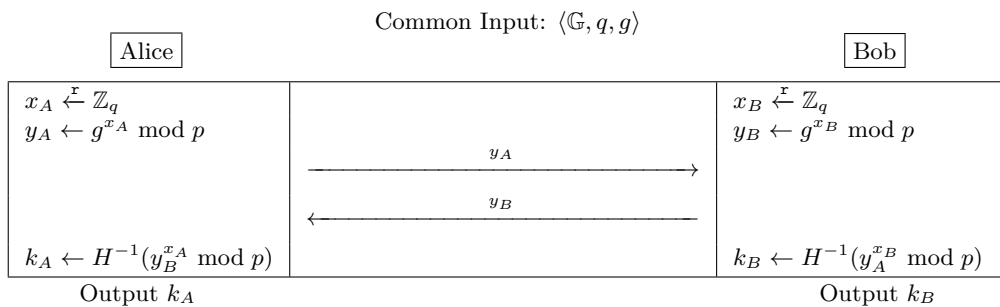 Common Input: ⟨𝔾, q, g⟩
Alice Bob
x_A ←^r ℤ_q x_B ←^r ℤ_q
y_A ← g^{x_A} mod p y_B ← g^{x_B} mod p
y_A
y_B
k_A ← H^{-1}(y_B^{x_A} mod p) k_B ← H^{-1}(y_A^{x_B} mod p)
Output k_A Output k_B